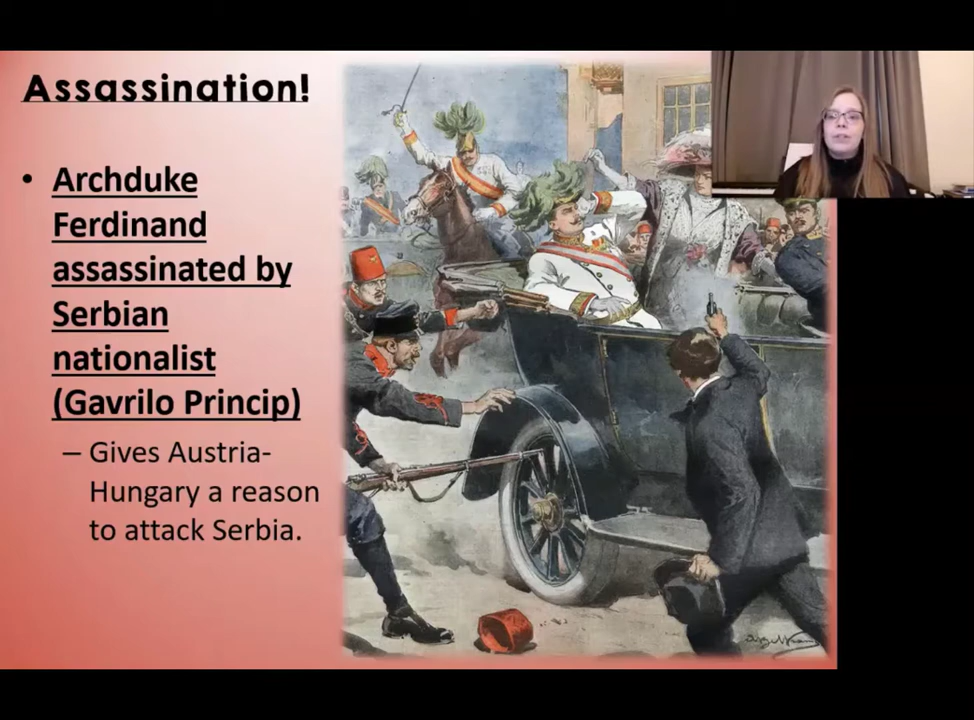 Assassination!
• Archduke
Ferdinand
assassinated by
Serbian
nationalist
(Gavrilo Princip)
– Gives Austria-
Hungary a reason
to attack Serbia.